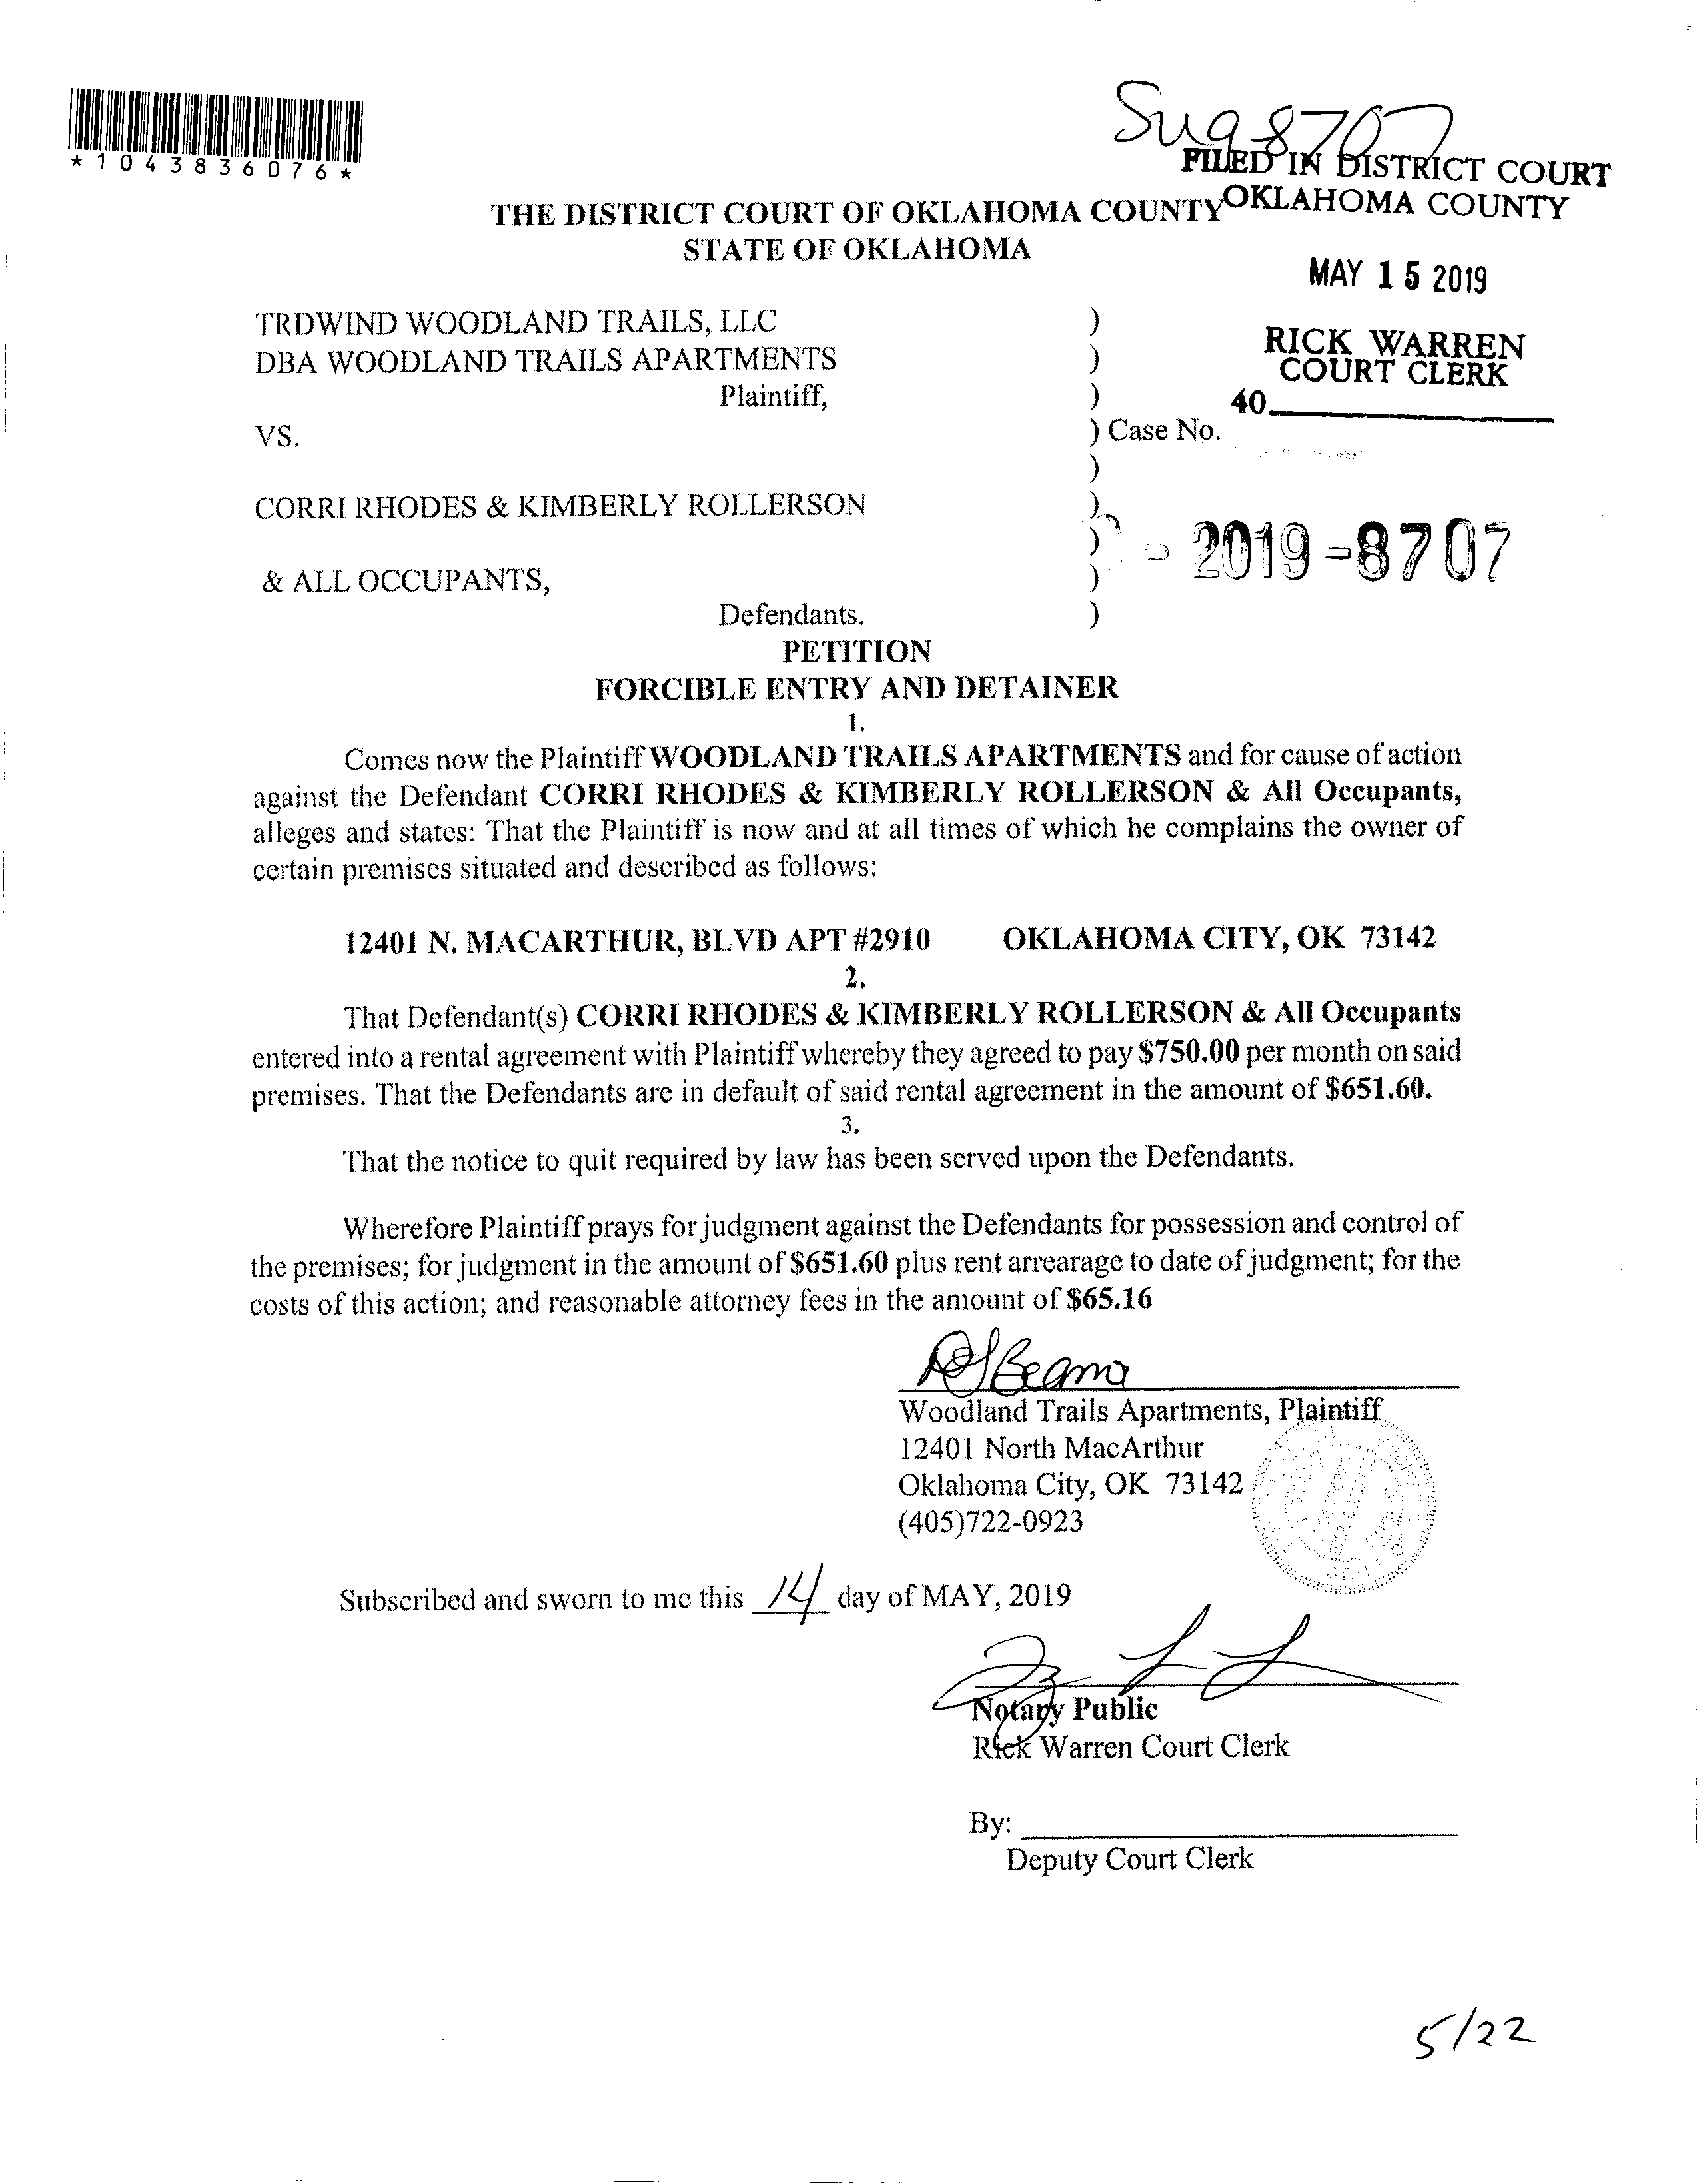 *1043836076*
FILED IN DISTRICT COURT
OKLAHOMA COUNTY
THE DISTRICT COURT OF OKLAHOMA COUNTY
STATE OF OKLAHOMA
MAY 15 2019
RICK WARREN
COURT CLERK
40
TRDWIND WOODLAND TRAILS, LLC )
DBA WOODLAND TRAILS APARTMENTS )
Plaintiff, )
VS. ) Case No.
)
CORRI RHODES & KIMBERLY ROLLERSON )
) - 2019-8707
& ALL OCCUPANTS, )
Defendants. )
PETITION
FORCIBLE ENTRY AND DETAINER
1.
Comes now the Plaintiff WOODLAND TRAILS APARTMENTS and for cause of action
against the Defendant CORRI RHODES & KIMBERLY ROLLERSON & All Occupants,
alleges and states: That the Plaintiff is now and at all times of which he complains the owner of
certain premises situated and described as follows:
12401 N. MACARTHUR, BLVD APT #2910 OKLAHOMA CITY, OK 73142
2.
That Defendant(s) CORRI RHODES & KIMBERLY ROLLERSON & All Occupants
entered into a rental agreement with Plaintiff whereby they agreed to pay $750.00 per month on said
premises. That the Defendants are in default of said rental agreement in the amount of $651.60.
3.
That the notice to quit required by law has been served upon the Defendants.
Wherefore Plaintiff prays for judgment against the Defendants for possession and control of
the premises; for judgment in the amount of $651.60 plus rent arrearage to date of judgment; for the
costs of this action; and reasonable attorney fees in the amount of $65.16
Woodland Trails Apartments, Plaintiff
12401 North MacArthur
Oklahoma City, OK 73142
(405)722-0923
Subscribed and sworn to me this 14 day of MAY, 2019
Notary Public
Rick Warren Court Clerk
By:
Deputy Court Clerk
5/22